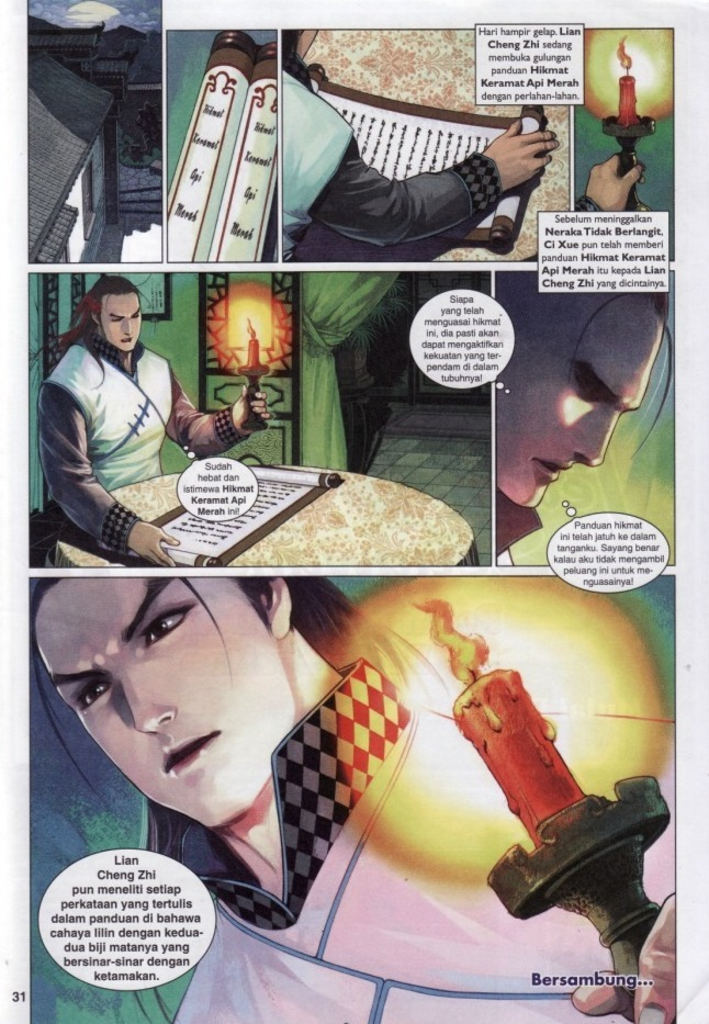 Hari hampir gelap. Lian
Cheng Zhi sedang
membuka gulungan
panduan Hikmat
Keramat Api Merah
dengan perlahan-lahan.
Hikmat
Keramat
Api
Merah
Hikmat
Keramat
Api
Merah
Sebelum meninggalkan
Neraka Tidak Berlangit,
Ci Xue pun telah memberi
panduan Hikmat Keramat
Api Merah itu kepada Lian
Cheng Zhi yang dicintainya.
Sudah
hebat dan
istimewa Hikmat
Keramat Api
Merah ini!
Siapa
yang telah
menguasai hikmat
ini, dia pasti akan
dapat mengaktifkan
kekuatan yang ter-
pendam di dalam
tubuhnya!
Panduan hikmat
ini telah jatuh ke dalam
tanganku. Sayang benar
kalau aku tidak mengambil
peluang ini untuk me-
nguasainya!
Lian
Cheng Zhi
pun meneliti setiap
perkataan yang tertulis
dalam panduan di bahawa
cahaya lilin dengan kedua-
dua biji matanya yang
bersinar-sinar dengan
ketamakan.
Bersambung...
31